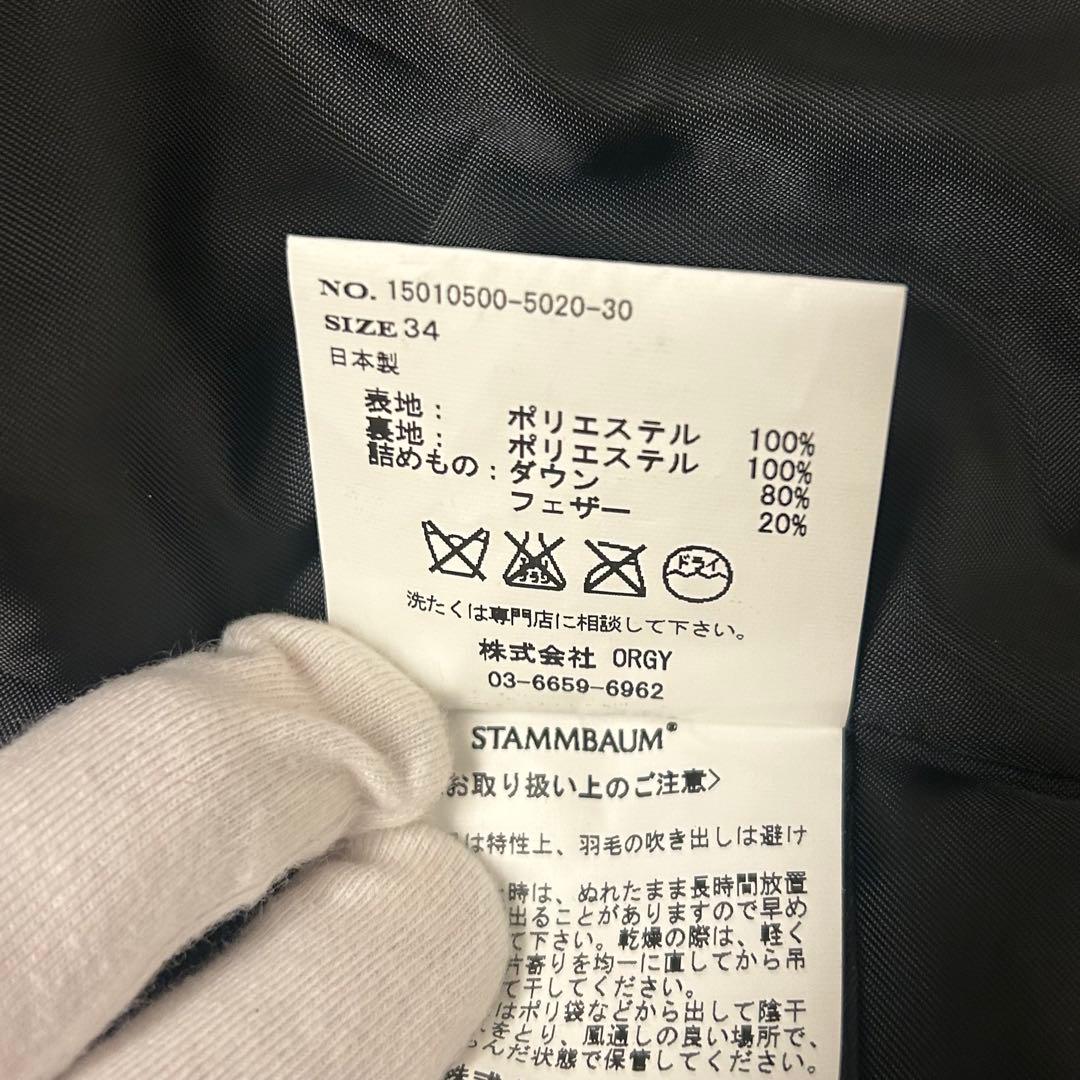 NO. 15010500-5020-30
SIZE 34
日本製
表地： ポリエステル 100%
裏地： ポリエステル 100%
詰めもの：ダウン 80%
フェザー 20%
ドライ
洗たくは専門店に相談して下さい。
株式会社 ORGY
03-6659-6962
STAMMBAUM®
お取り扱い上のご注意〉
は特性上、羽毛の吹き出しは避け
時は、ぬれたまま長時間放置
出ることがありますので早め
て下さい。乾燥の際は、軽く
片寄りを均一に直してから吊
て干してください。
はポリ袋などから出して陰干
をとり、風通しの良い場所で、
んだ状態で保管してください。
株式